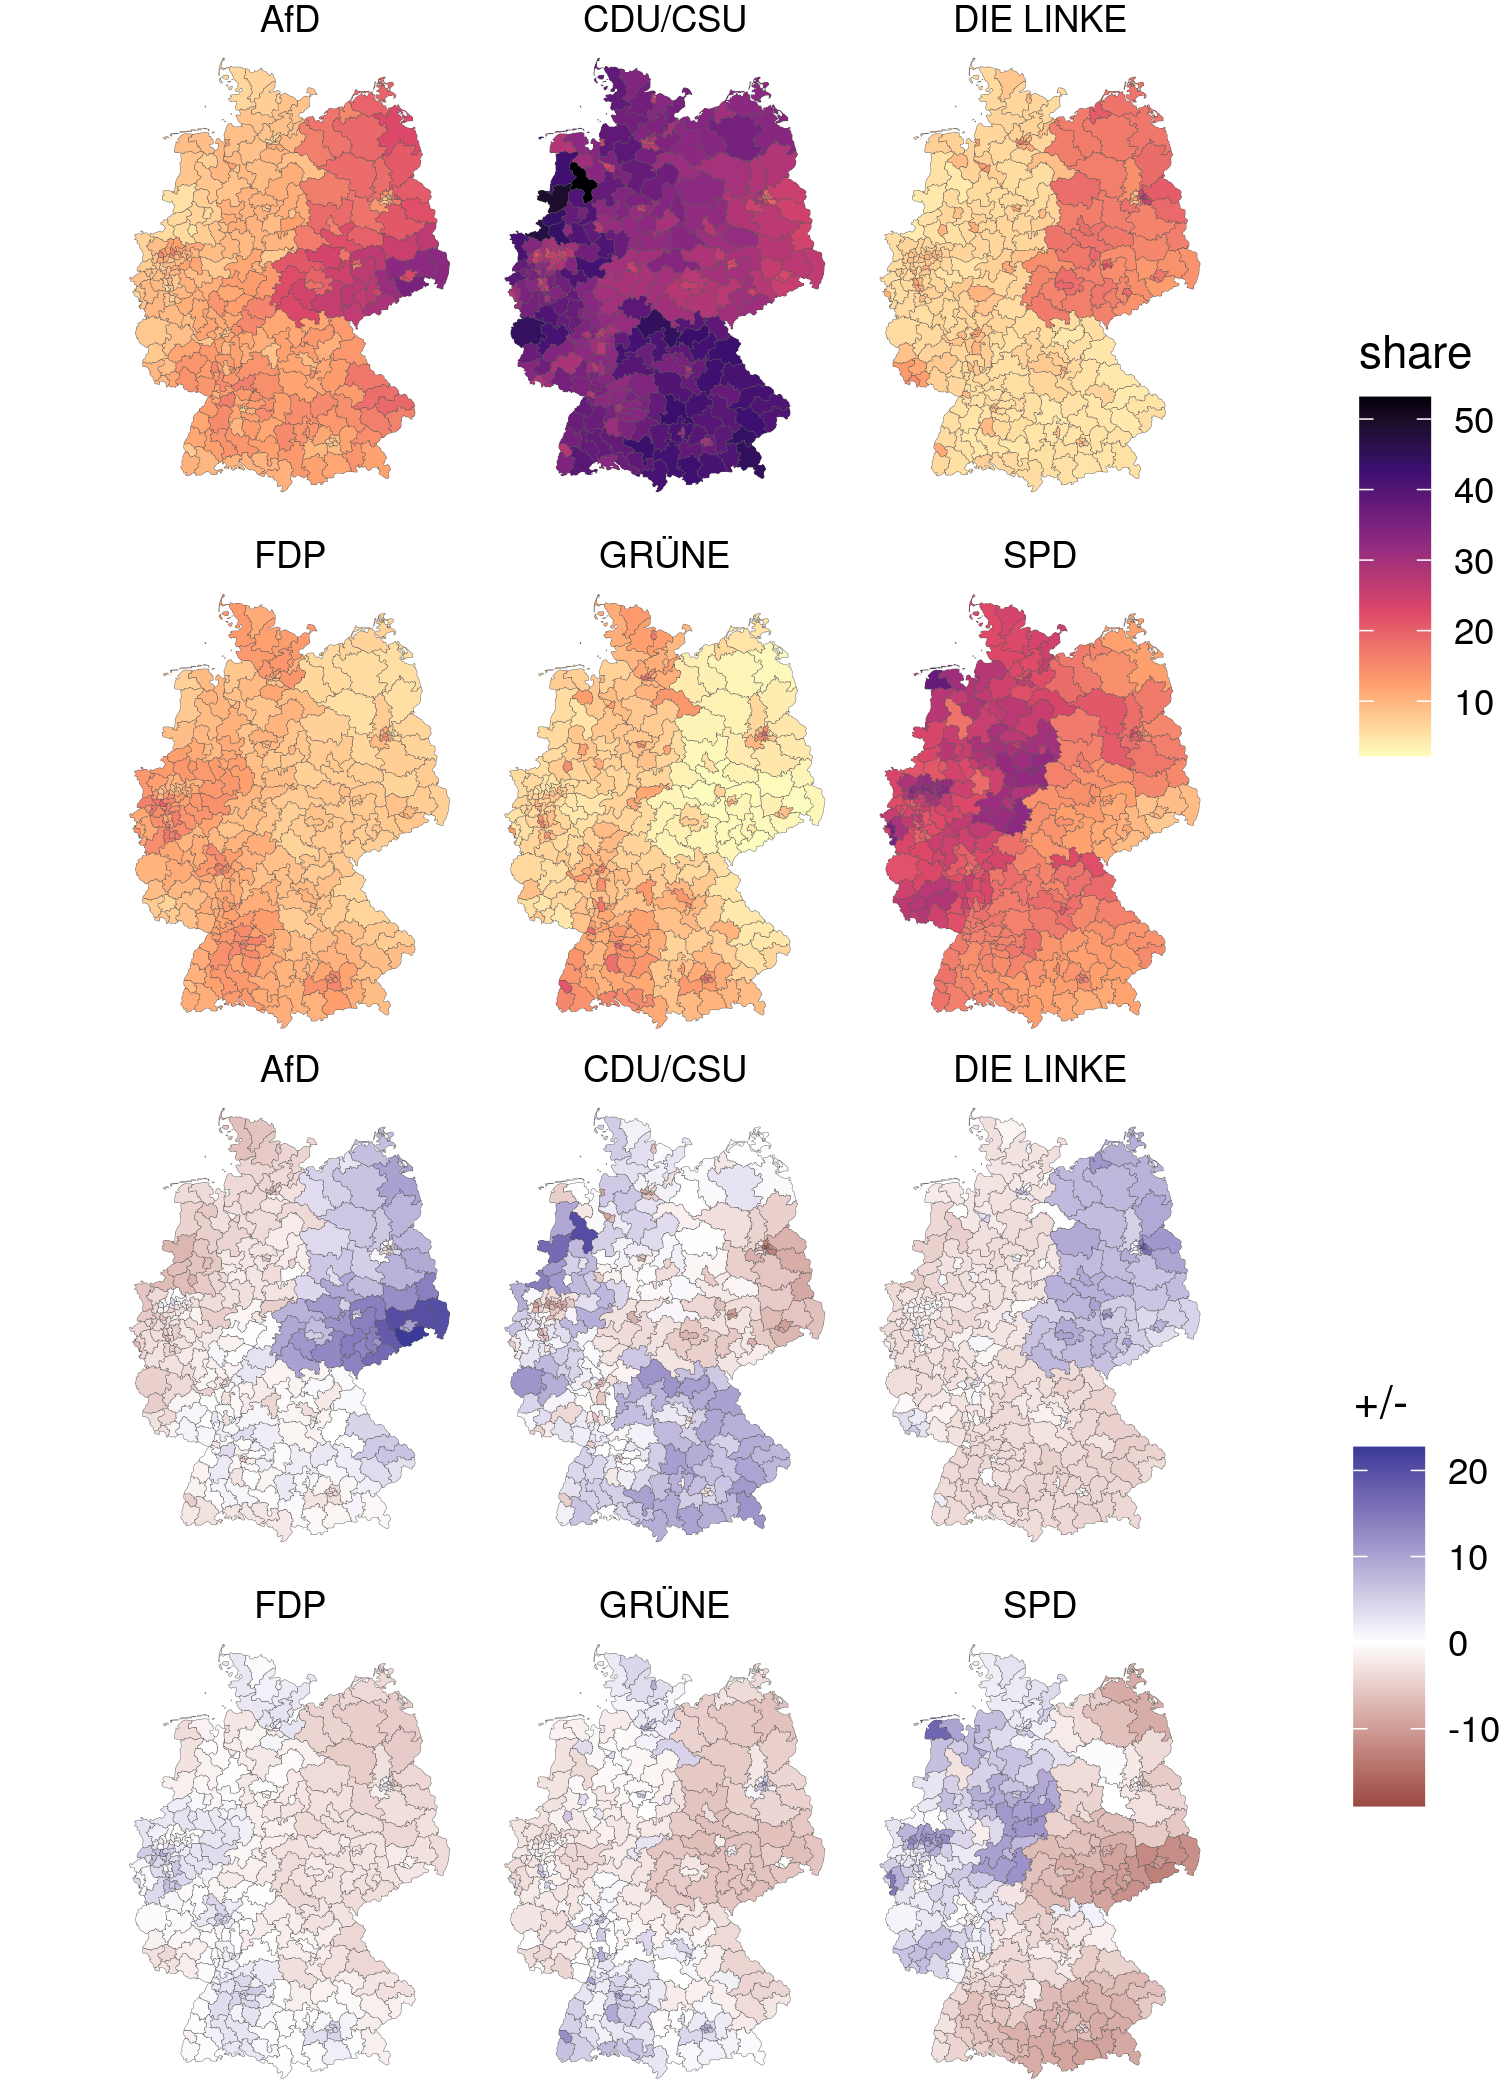 AfD
CDU/CSU
DIE LINKE
share
50
40
30
20
10
FDP
GRÜNE
SPD
AfD
CDU/CSU
DIE LINKE
+/-
20
10
0
-10
FDP
GRÜNE
SPD